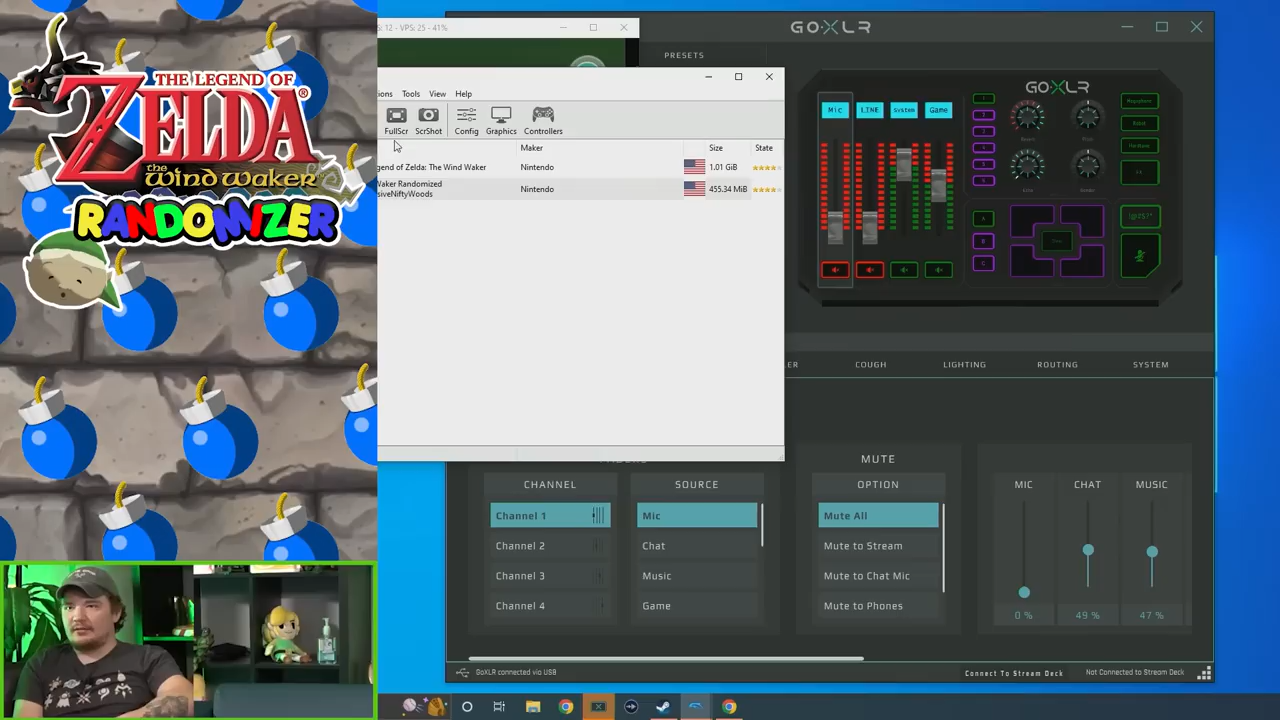 THE LEGEND OF
ZELDA
the
Wind Waker
RANDOMIZER
S: 12 - VPS: 25 - 41%
ions Tools View Help
FullScr ScrShot Config Graphics Controllers
Maker Size State
gend of Zelda: The Wind Waker Nintendo 1.01 GiB
Waker Randomized
siveNiftyWoods Nintendo 455.34 MiB
GOXLR
PRESETS
GOXLR
Mic LINE System Game
Megaphone
Robot
!@#$?*
A
B
C
ER COUGH LIGHTING ROUTING SYSTEM
CHANNEL
Channel 1
Channel 2
Channel 3
Channel 4
SOURCE
Mic
Chat
Music
Game
MUTE
OPTION
Mute All
Mute to Stream
Mute to Chat Mic
Mute to Phones
MIC CHAT MUSIC
0 % 49 % 47 %
GoXLR connected via USB
Connect To Stream Deck Not Connected to Stream Deck